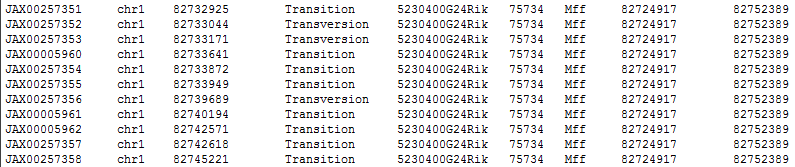 JAX00257351 chr1 82732925 Transition 5230400G24Rik 75734 Mff 82724917 82752389
JAX00257352 chr1 82733044 Transversion 5230400G24Rik 75734 Mff 82724917 82752389
JAX00257353 chr1 82733171 Transversion 5230400G24Rik 75734 Mff 82724917 82752389
JAX00005960 chr1 82733641 Transition 5230400G24Rik 75734 Mff 82724917 82752389
JAX00257354 chr1 82733872 Transition 5230400G24Rik 75734 Mff 82724917 82752389
JAX00257355 chr1 82733949 Transition 5230400G24Rik 75734 Mff 82724917 82752389
JAX00257356 chr1 82739689 Transversion 5230400G24Rik 75734 Mff 82724917 82752389
JAX00005961 chr1 82740194 Transition 5230400G24Rik 75734 Mff 82724917 82752389
JAX00005962 chr1 82742571 Transition 5230400G24Rik 75734 Mff 82724917 82752389
JAX00257357 chr1 82742618 Transition 5230400G24Rik 75734 Mff 82724917 82752389
JAX00257358 chr1 82745221 Transition 5230400G24Rik 75734 Mff 82724917 82752389